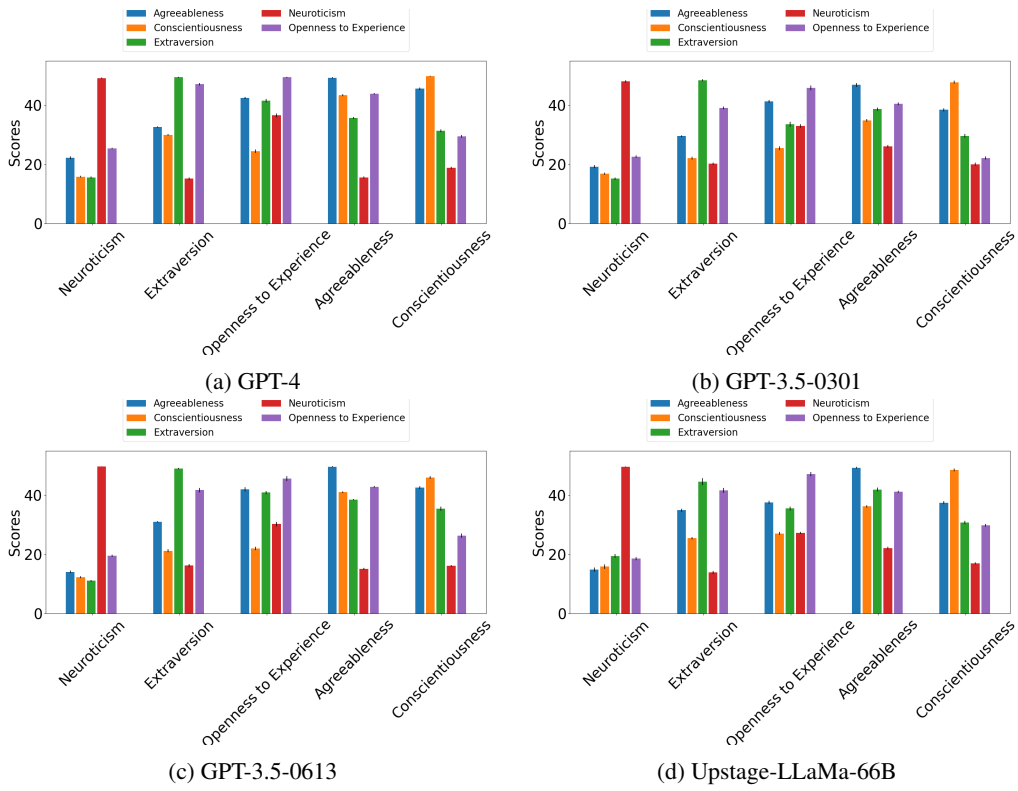 Agreeableness Neuroticism
Conscientiousness Openness to Experience
Extraversion
Scores
40
20
0
Neuroticism
Extraversion
Openness to Experience
Agreeableness
Conscientiousness
(a) GPT-4
Agreeableness Neuroticism
Conscientiousness Openness to Experience
Extraversion
Scores
40
20
0
Neuroticism
Extraversion
Openness to Experience
Agreeableness
Conscientiousness
(b) GPT-3.5-0301
Agreeableness Neuroticism
Conscientiousness Openness to Experience
Extraversion
Scores
40
20
0
Neuroticism
Extraversion
Openness to Experience
Agreeableness
Conscientiousness
(c) GPT-3.5-0613
Agreeableness Neuroticism
Conscientiousness Openness to Experience
Extraversion
Scores
40
20
0
Neuroticism
Extraversion
Openness to Experience
Agreeableness
Conscientiousness
(d) Upstage-LLaMa-66B